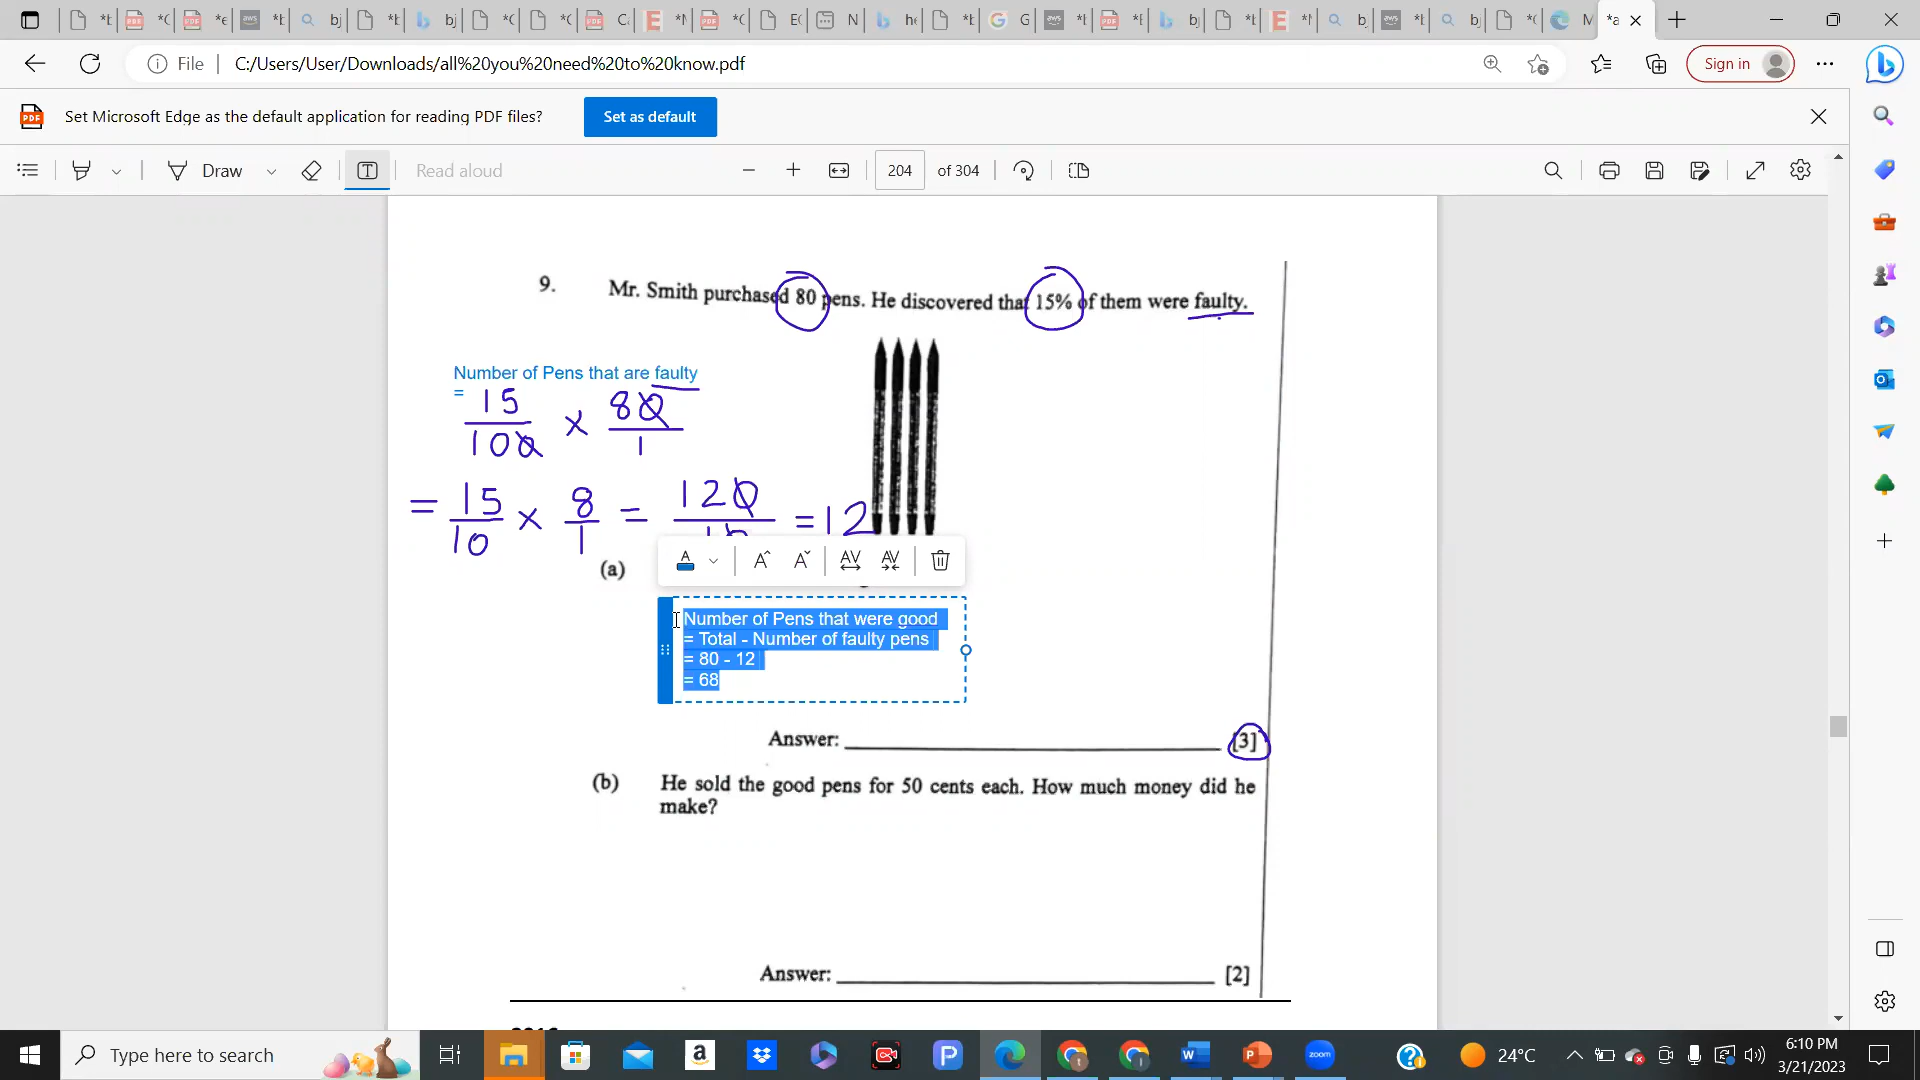 File
C:/Users/User/Downloads/all%20you%20need%20to%20know.pdf
Sign in
Set Microsoft Edge as the default application for reading PDF files?
Set as default
Draw
Read aloud
204
of 304
9.
Mr. Smith purchased 80 pens. He discovered that 15% of them were faulty.
Number of Pens that are faulty
=
15/100 × 80/1
= 15/10 × 8/1 = 120/10 = 12
(a)
Number of Pens that were good
= Total - Number of faulty pens
= 80 - 12
= 68
Answer:
[3]
(b)
He sold the good pens for 50 cents each. How much money did he
make?
Answer:
[2]
Type here to search
zoom
24°C
6:10 PM
3/21/2023